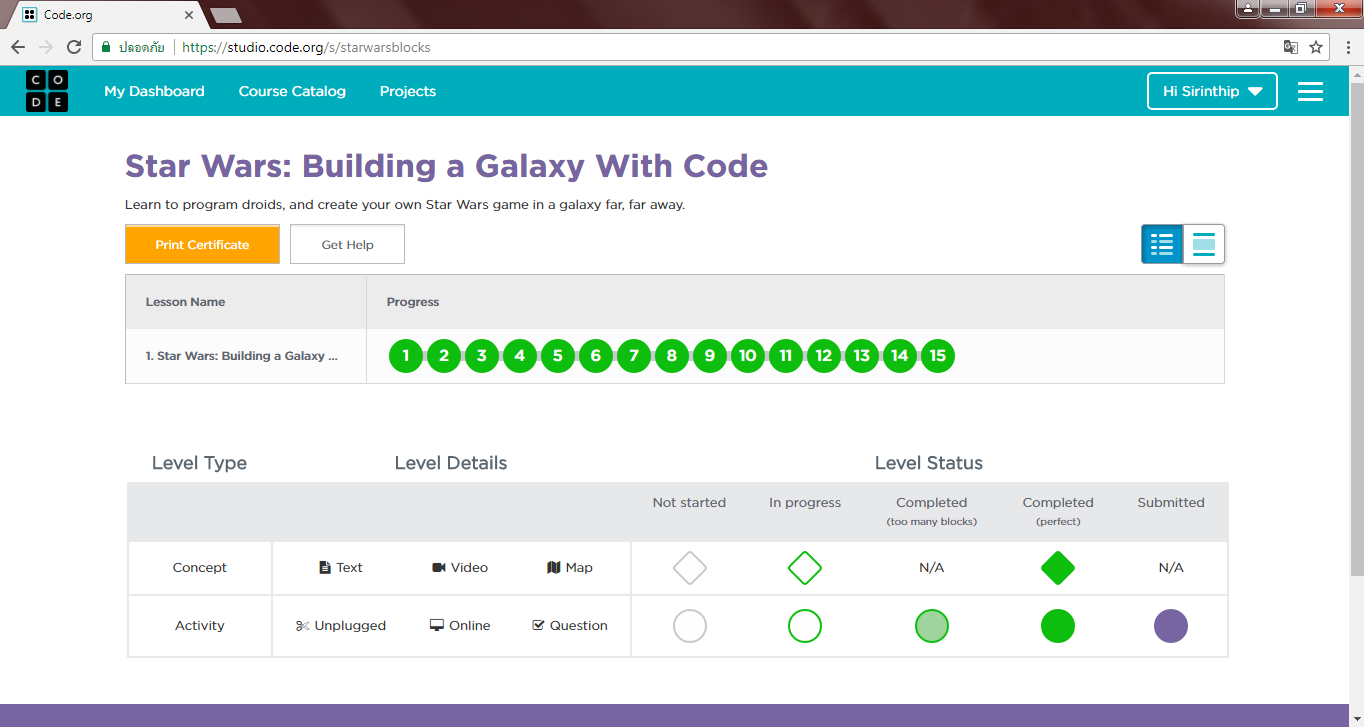 Code.org
ปลอดภัย https://studio.code.org/s/starwarsblocks
CODE My Dashboard Course Catalog Projects Hi Sirinthip
Star Wars: Building a Galaxy With Code
Learn to program droids, and create your own Star Wars game in a galaxy far, far away.
Print Certificate Get Help
Lesson Name Progress
1. Star Wars: Building a Galaxy ... 1 2 3 4 5 6 7 8 9 10 11 12 13 14 15
Level Type Level Details Level Status
Not started In progress Completed Completed Submitted
(too many blocks) (perfect)
Concept Text Video Map N/A N/A
Activity Unplugged Online Question